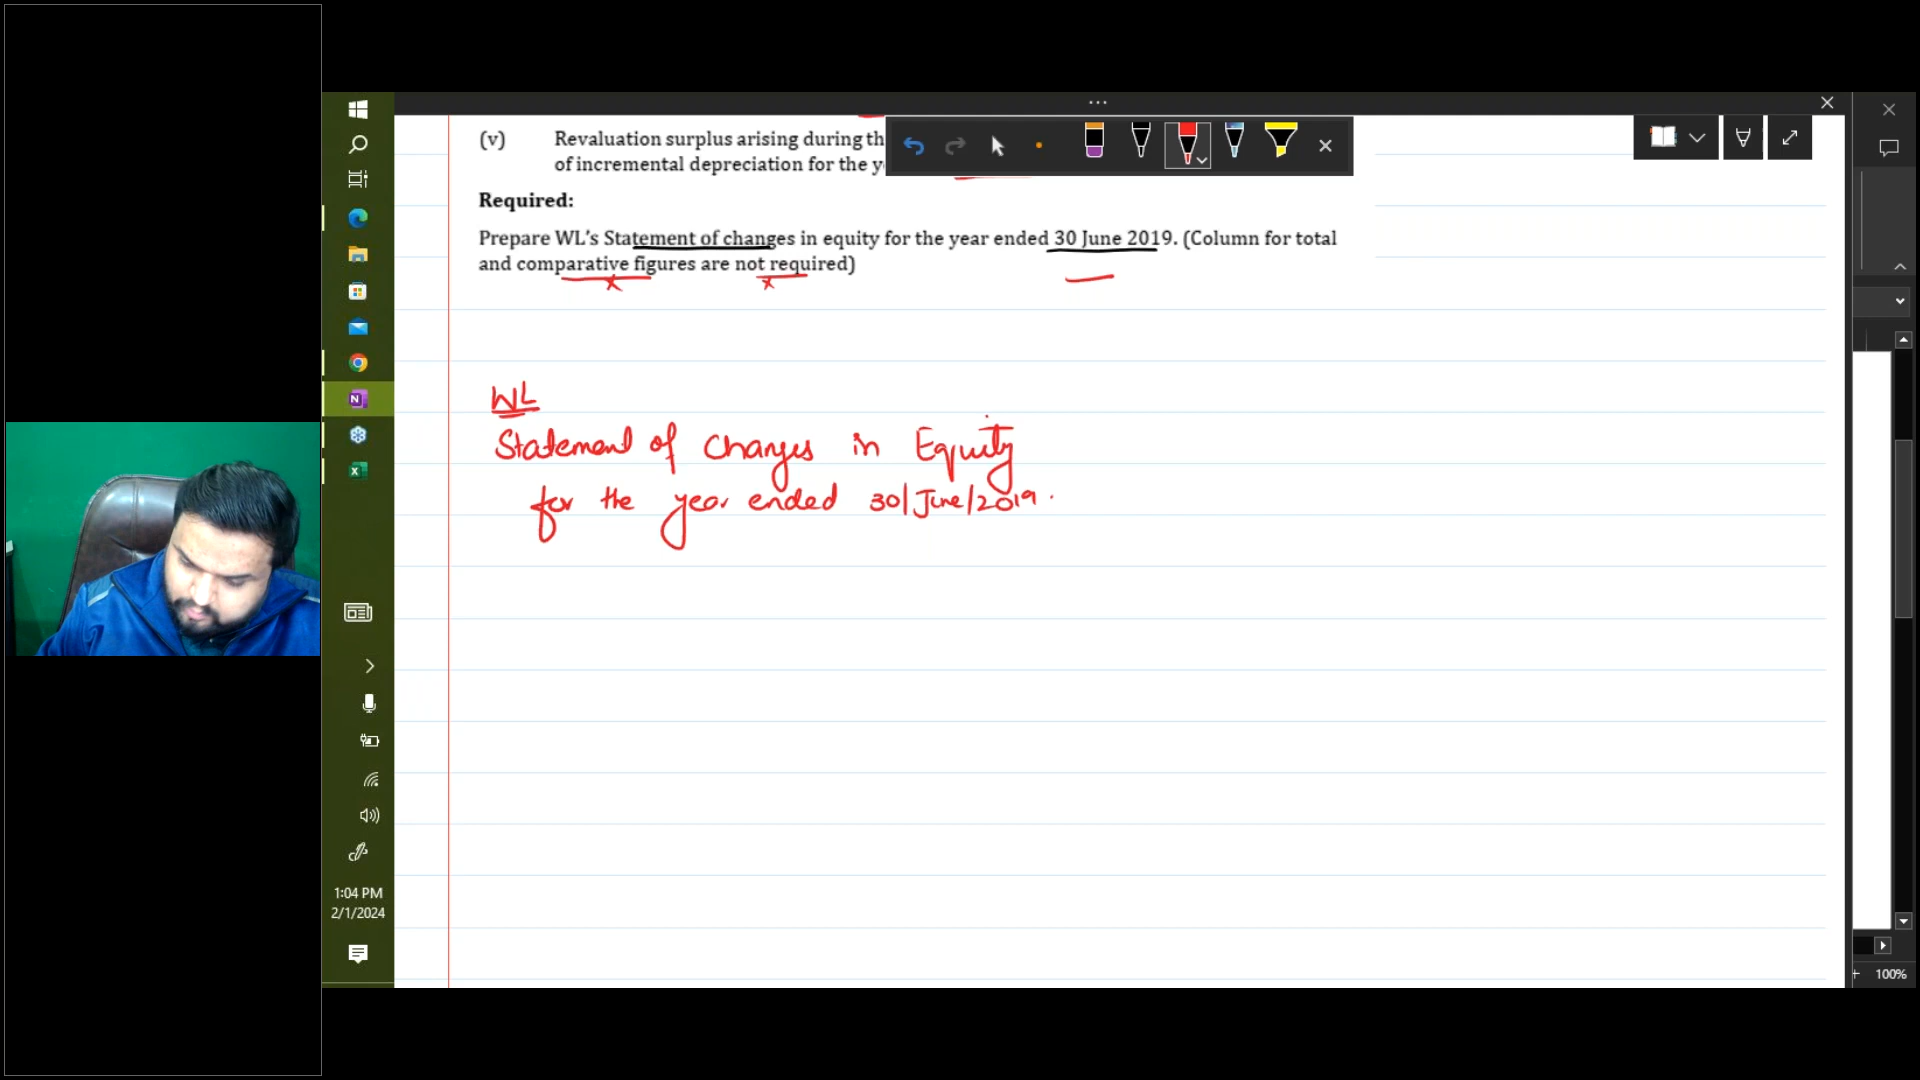 (v) Revaluation surplus arising during th
of incremental depreciation for the y
Required:
Prepare WL's Statement of changes in equity for the year ended 30 June 2019. (Column for total
and comparative figures are not required)
WL
Statement of Changes in Equity
for the year ended 30/June/2019.
1:04 PM
2/1/2024
100%